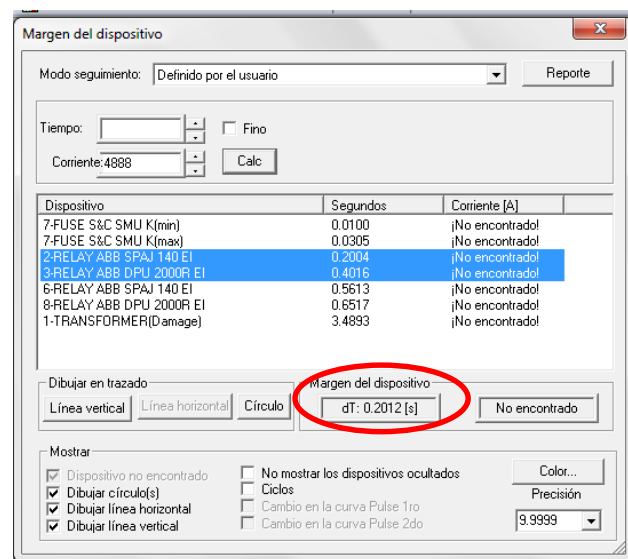 Margen del dispositivo
Modo seguimiento: Definido por el usuario Reporte
Tiempo: Fino
Corriente: 4888 Calc
Dispositivo Segundos Corriente [A]
7-FUSE S&C SMU K(min) 0.0100 ¡No encontrado!
7-FUSE S&C SMU K(max) 0.0305 ¡No encontrado!
2-RELAY ABB SPAJ 140 EI 0.2004 ¡No encontrado!
3-RELAY ABB DPU 2000R EI 0.4016 ¡No encontrado!
6-RELAY ABB SPAJ 140 EI 0.5613 ¡No encontrado!
8-RELAY ABB DPU 2000R EI 0.6517 ¡No encontrado!
1-TRANSFORMER(Damage) 3.4893 ¡No encontrado!
Dibujar en trazado Margen del dispositivo
Línea vertical Línea horizontal Círculo dT: 0.2012 [s] No encontrado
Mostrar
Dispositivo no encontrado No mostrar los dispositivos ocultados Color...
Dibujar círculo(s) Ciclos Precisión
Dibujar línea horizontal Cambio en la curva Pulse 1ro 9.9999
Dibujar línea vertical Cambio en la curva Pulse 2do